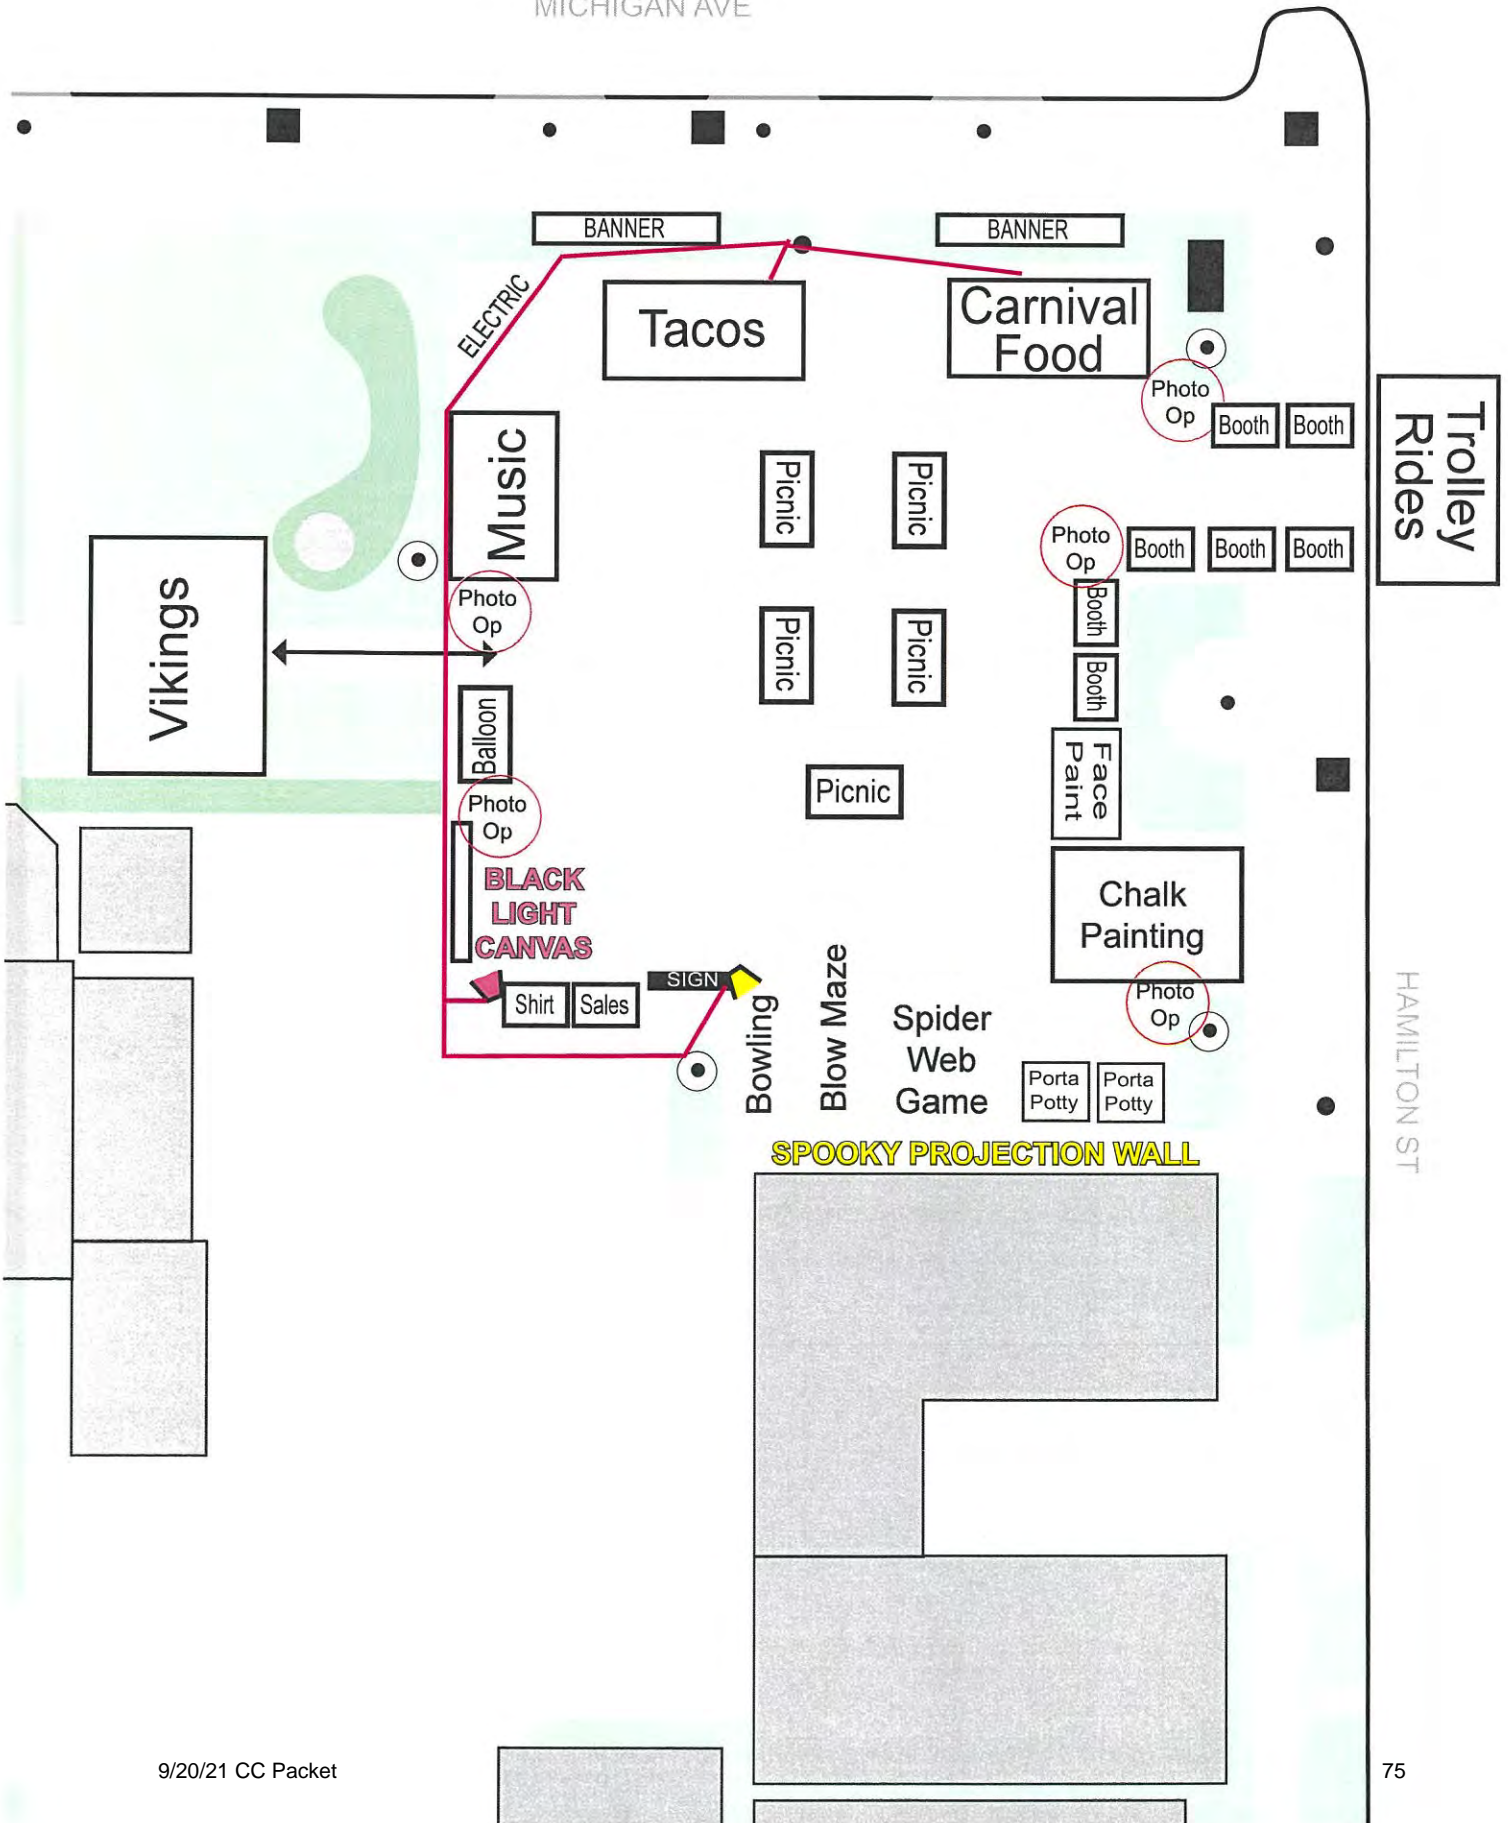 MICHIGAN AVE
BANNER
BANNER
ELECTRIC
Tacos
Carnival
Food
Photo
Op
Booth
Booth
Trolley
Rides
Music
Picnic
Picnic
Photo
Op
Booth
Booth
Booth
Vikings
Photo
Op
Booth
Picnic
Picnic
Booth
Balloon
Face
Paint
Picnic
Photo
Op
BLACK
LIGHT
CANVAS
Chalk
Painting
SIGN
Shirt
Sales
Bowling
Blow Maze
Spider
Web
Game
Photo
Op
Porta
Potty
Porta
Potty
HAMILTON ST
SPOOKY PROJECTION WALL
9/20/21 CC Packet
75